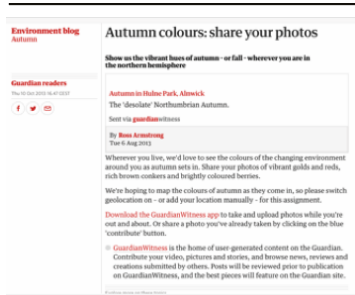 Environment blog
Autumn
Autumn colours: share your photos
Show us the vibrant hues of autumn - or fall - wherever you are in
the northern hemisphere
Guardian readers
Autumn in Hulne Park, Alnwick
The 'desolate' Northumbrian Autumn.
Sent via guardianwitness
By Ross Armstrong
Tue 6 Aug 2013
Wherever you live, we'd love to see the colours of the changing environment
around you as autumn sets in. Share your photos of vibrant golds and reds,
rich brown conkers and brightly coloured berries.
We're hoping to map the colours of autumn as they come in, so please switch
geolocation on - or add your location manually - for this assignment.
Download the GuardianWitness app to take and upload photos while you're
out and about. Or share a photo you've already taken by clicking on the blue
'contribute' button.
GuardianWitness is the home of user-generated content on the Guardian.
Contribute your video, pictures and stories, and browse news, reviews and
creations submitted by others. Posts will be reviewed prior to publication
on GuardianWitness, and the best pieces will feature on the Guardian site.